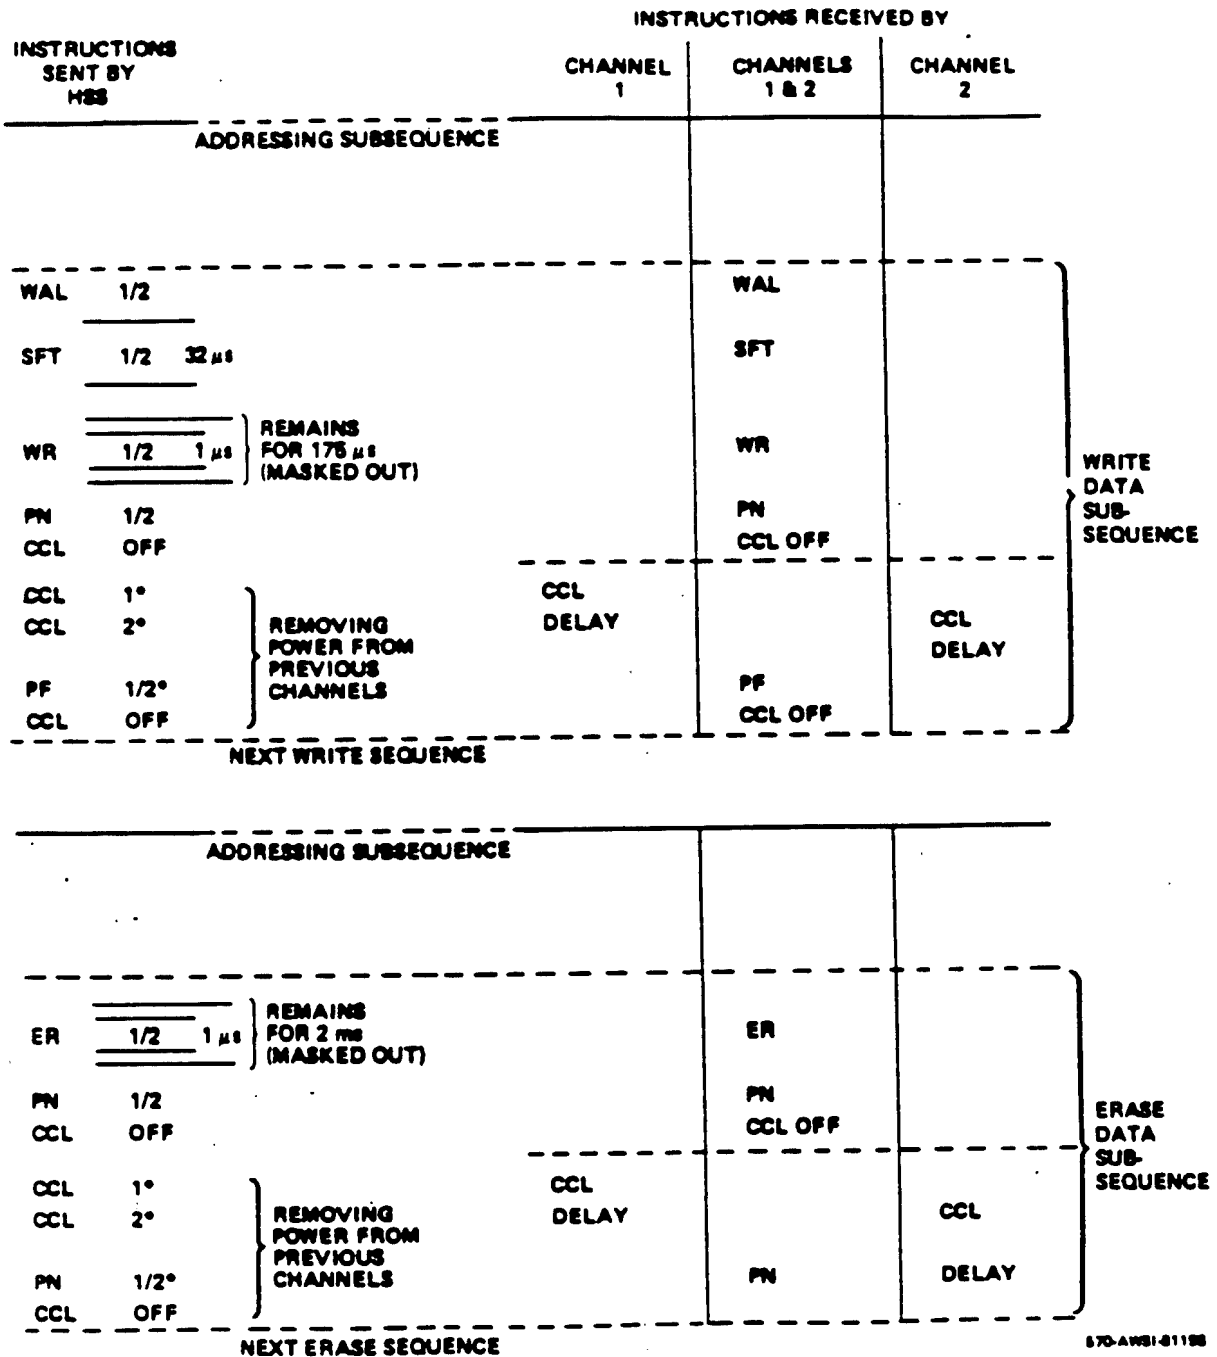 INSTRUCTIONS RECEIVED BY
INSTRUCTIONS
SENT BY
HSS
CHANNEL
1
CHANNELS
1 & 2
CHANNEL
2
ADDRESSING SUBSEQUENCE
WAL 1/2 WAL
SFT 1/2 32 μs SFT
WR 1/2 1 μs
REMAINS
FOR 175 μs
(MASKED OUT)
WR
PN 1/2 PN
CCL OFF CCL OFF
WRITE
DATA
SUB-
SEQUENCE
CCL 1* CCL
CCL 2* DELAY CCL
DELAY
REMOVING
POWER FROM
PREVIOUS
CHANNELS
PF 1/2* PF
CCL OFF CCL OFF
NEXT WRITE SEQUENCE
ADDRESSING SUBSEQUENCE
ER 1/2 1 μs
REMAINS
FOR 2 ms
(MASKED OUT)
ER
PN 1/2 PN
CCL OFF CCL OFF
ERASE
DATA
SUB-
SEQUENCE
CCL 1* CCL
CCL 2* DELAY CCL
REMOVING
POWER FROM
PREVIOUS
CHANNELS
PN 1/2* PN DELAY
CCL OFF
NEXT ERASE SEQUENCE